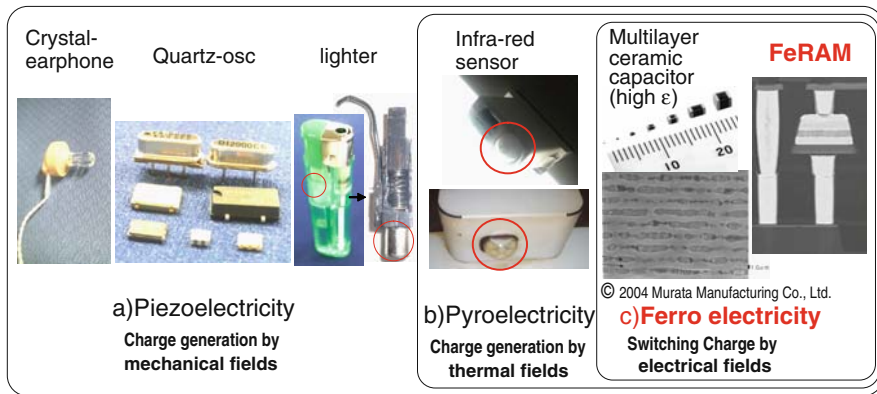 Crystal-
earphone
Quartz-osc
lighter
Infra-red
sensor
Multilayer
ceramic
capacitor
(high ε)
FeRAM
10
20
© 2004 Murata Manufacturing Co., Ltd.
a)Piezoelectricity
Charge generation by
mechanical fields
b)Pyroelectricity
Charge generation by
thermal fields
c)Ferro electricity
Switching Charge by
electrical fields